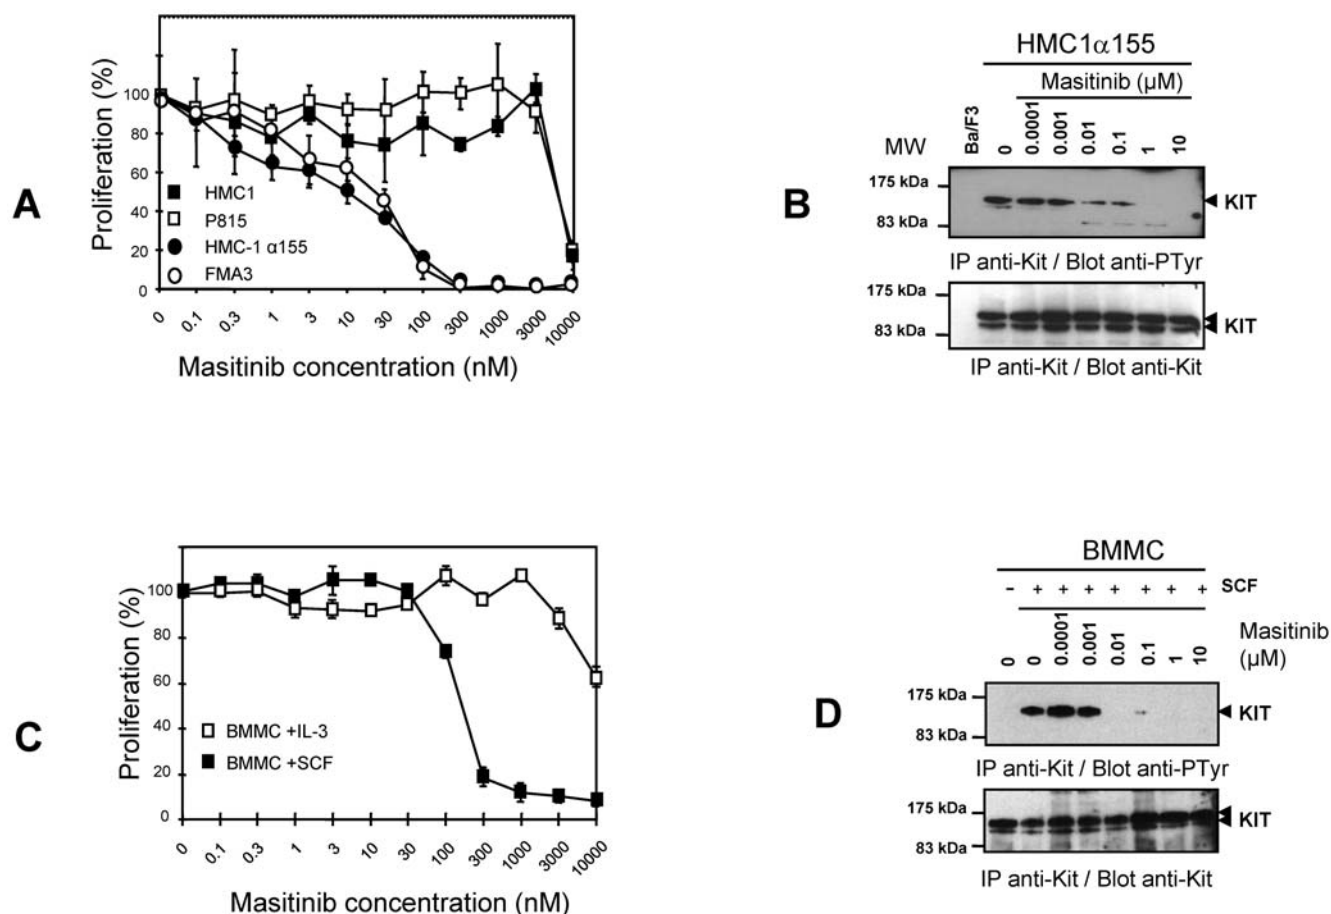 A
Proliferation (%)
100
80
60
40
20
0
HMC1
P815
HMC-1 α155
FMA3
0 0.1 0.3 1 3 10 30 100 300 1000 3000 10000
Masitinib concentration (nM)
B
HMC1α155
Masitinib (µM)
MW Ba/F3 0 0.0001 0.001 0.01 0.1 1 10
175 kDa
KIT
83 kDa
IP anti-Kit / Blot anti-PTyr
175 kDa
KIT
83 kDa
IP anti-Kit / Blot anti-Kit
C
Proliferation (%)
100
80
60
40
20
0
BMMC +IL-3
BMMC +SCF
0 0.1 0.3 1 3 10 30 100 300 1000 3000 10000
Masitinib concentration (nM)
D
BMMC
- + + + + + + + SCF
0 0 0.0001 0.001 0.01 0.1 1 10 Masitinib
(µM)
175 kDa
KIT
83 kDa
IP anti-Kit / Blot anti-PTyr
175 kDa
KIT
83 kDa
IP anti-Kit / Blot anti-Kit